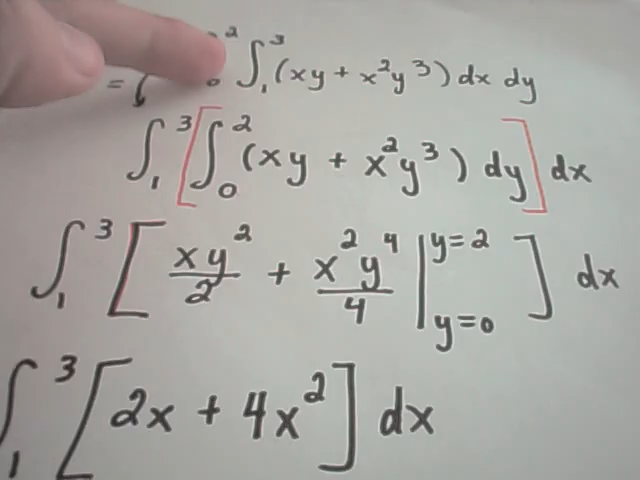 = ∫₀² ∫₁³ (xy + x²y³) dx dy
∫₁³ [∫₀² (xy + x²y³) dy] dx
∫₁³ [xy²/2 + x²y⁴/4 |y=2 y=0] dx
∫₁³ [2x + 4x²] dx